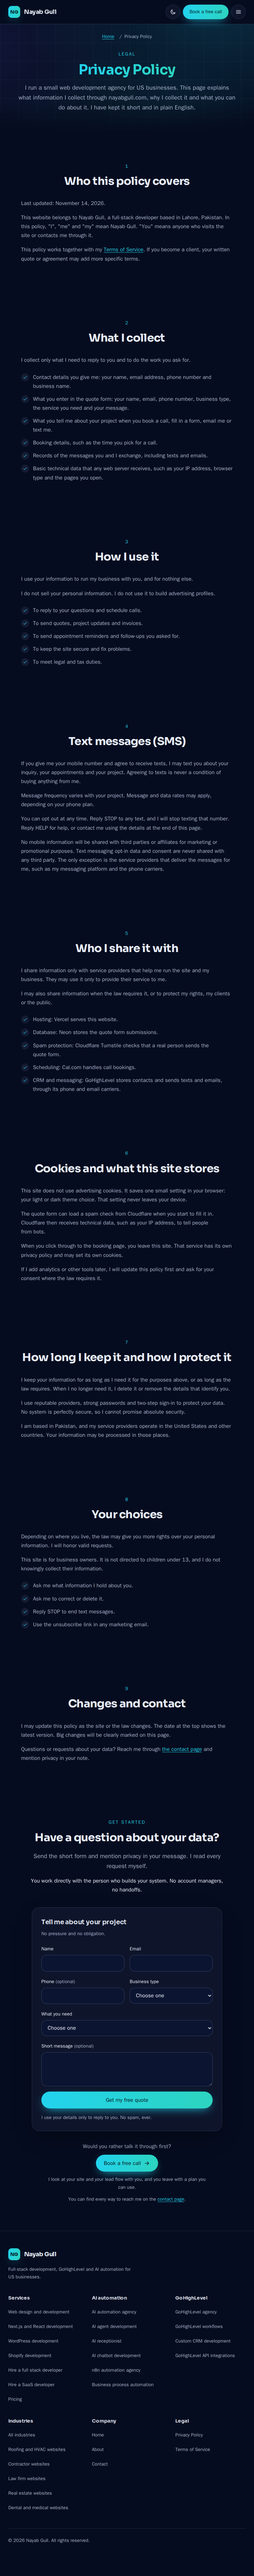 NG Nayab Gull
Book a free call
Home / Privacy Policy
LEGAL
Privacy Policy
I run a small web development agency for US businesses. This page explains
what information I collect through nayabgull.com, why I collect it and what you can
do about it. I have kept it short and in plain English.
1
Who this policy covers
Last updated: November 14, 2026.
This website belongs to Nayab Gull, a full-stack developer based in Lahore, Pakistan. In
this policy, "I", "me" and "my" mean Nayab Gull. "You" means anyone who visits the
site or contacts me through it.
This policy works together with my Terms of Service. If you become a client, your written
quote or agreement may add more specific terms.
2
What I collect
I collect only what I need to reply to you and to do the work you ask for.
Contact details you give me: your name, email address, phone number and
business name.
What you enter in the quote form: your name, email, phone number, business type,
the service you need and your message.
What you tell me about your project when you book a call, fill in a form, email me or
text me.
Booking details, such as the time you pick for a call.
Records of the messages you and I exchange, including texts and emails.
Basic technical data that any web server receives, such as your IP address, browser
type and the pages you open.
3
How I use it
I use your information to run my business with you, and for nothing else.
I do not sell your personal information. I do not use it to build advertising profiles.
To reply to your questions and schedule calls.
To send quotes, project updates and invoices.
To send appointment reminders and follow-ups you asked for.
To keep the site secure and fix problems.
To meet legal and tax duties.
4
Text messages (SMS)
If you give me your mobile number and agree to receive texts, I may text you about your
inquiry, your appointments and your project. Agreeing to texts is never a condition of
buying anything from me.
Message frequency varies with your project. Message and data rates may apply,
depending on your phone plan.
You can opt out at any time. Reply STOP to any text, and I will stop texting that number.
Reply HELP for help, or contact me using the details at the end of this page.
No mobile information will be shared with third parties or affiliates for marketing or
promotional purposes. Text messaging opt-in data and consent are never shared with
any third party. The only exception is the service providers that deliver the messages for
me, such as my messaging platform and the phone carriers.
5
Who I share it with
I share information only with service providers that help me run the site and my
business. They may use it only to provide their service to me.
I may also share information when the law requires it, or to protect my rights, my clients
or the public.
Hosting: Vercel serves this website.
Database: Neon stores the quote form submissions.
Spam protection: Cloudflare Turnstile checks that a real person sends the
quote form.
Scheduling: Cal.com handles call bookings.
CRM and messaging: GoHighLevel stores contacts and sends texts and emails,
through its phone and email carriers.
6
Cookies and what this site stores
This site does not use advertising cookies. It saves one small setting in your browser:
your light or dark theme choice. That setting never leaves your device.
The quote form can load a spam check from Cloudflare when you start to fill it in.
Cloudflare then receives technical data, such as your IP address, to tell people
from bots.
When you click through to the booking page, you leave this site. That service has its own
privacy policy and may set its own cookies.
If I add analytics or other tools later, I will update this policy first and ask for your
consent where the law requires it.
7
How long I keep it and how I protect it
I keep your information for as long as I need it for the purposes above, or as long as the
law requires. When I no longer need it, I delete it or remove the details that identify you.
I use reputable providers, strong passwords and two-step sign-in to protect your data.
No system is perfectly secure, so I cannot promise absolute security.
I am based in Pakistan, and my service providers operate in the United States and other
countries. Your information may be processed in those places.
8
Your choices
Depending on where you live, the law may give you more rights over your personal
information. I will honor valid requests.
This site is for business owners. It is not directed to children under 13, and I do not
knowingly collect their information.
Ask me what information I hold about you.
Ask me to correct or delete it.
Reply STOP to end text messages.
Use the unsubscribe link in any marketing email.
9
Changes and contact
I may update this policy as the site or the law changes. The date at the top shows the
latest version. Big changes will be clearly marked on this page.
Questions or requests about your data? Reach me through the contact page and
mention privacy in your note.
GET STARTED
Have a question about your data?
Send the short form and mention privacy in your message. I read every
request myself.
You work directly with the person who builds your system. No account managers,
no handoffs.
Tell me about your project
No pressure and no obligation.
Name
Email
Phone (optional)
Business type
Choose one
What you need
Choose one
Short message (optional)
Get my free quote
I use your details only to reply to you. No spam, ever.
Would you rather talk it through first?
Book a free call
I look at your site and your lead flow with you, and you leave with a plan you
can use.
You can find every way to reach me on the contact page.
NG Nayab Gull
Full-stack development, GoHighLevel and AI automation for
US businesses.
Services
Web design and development
Next.js and React development
WordPress development
Shopify development
Hire a full stack developer
Hire a SaaS developer
Pricing
AI automation
AI automation agency
AI agent development
AI receptionist
AI chatbot development
n8n automation agency
Business process automation
GoHighLevel
GoHighLevel agency
GoHighLevel workflows
Custom CRM development
GoHighLevel API integrations
Industries
All industries
Roofing and HVAC websites
Contractor websites
Law firm websites
Real estate websites
Dental and medical websites
Company
Home
About
Contact
Legal
Privacy Policy
Terms of Service
© 2026 Nayab Gull. All rights reserved.